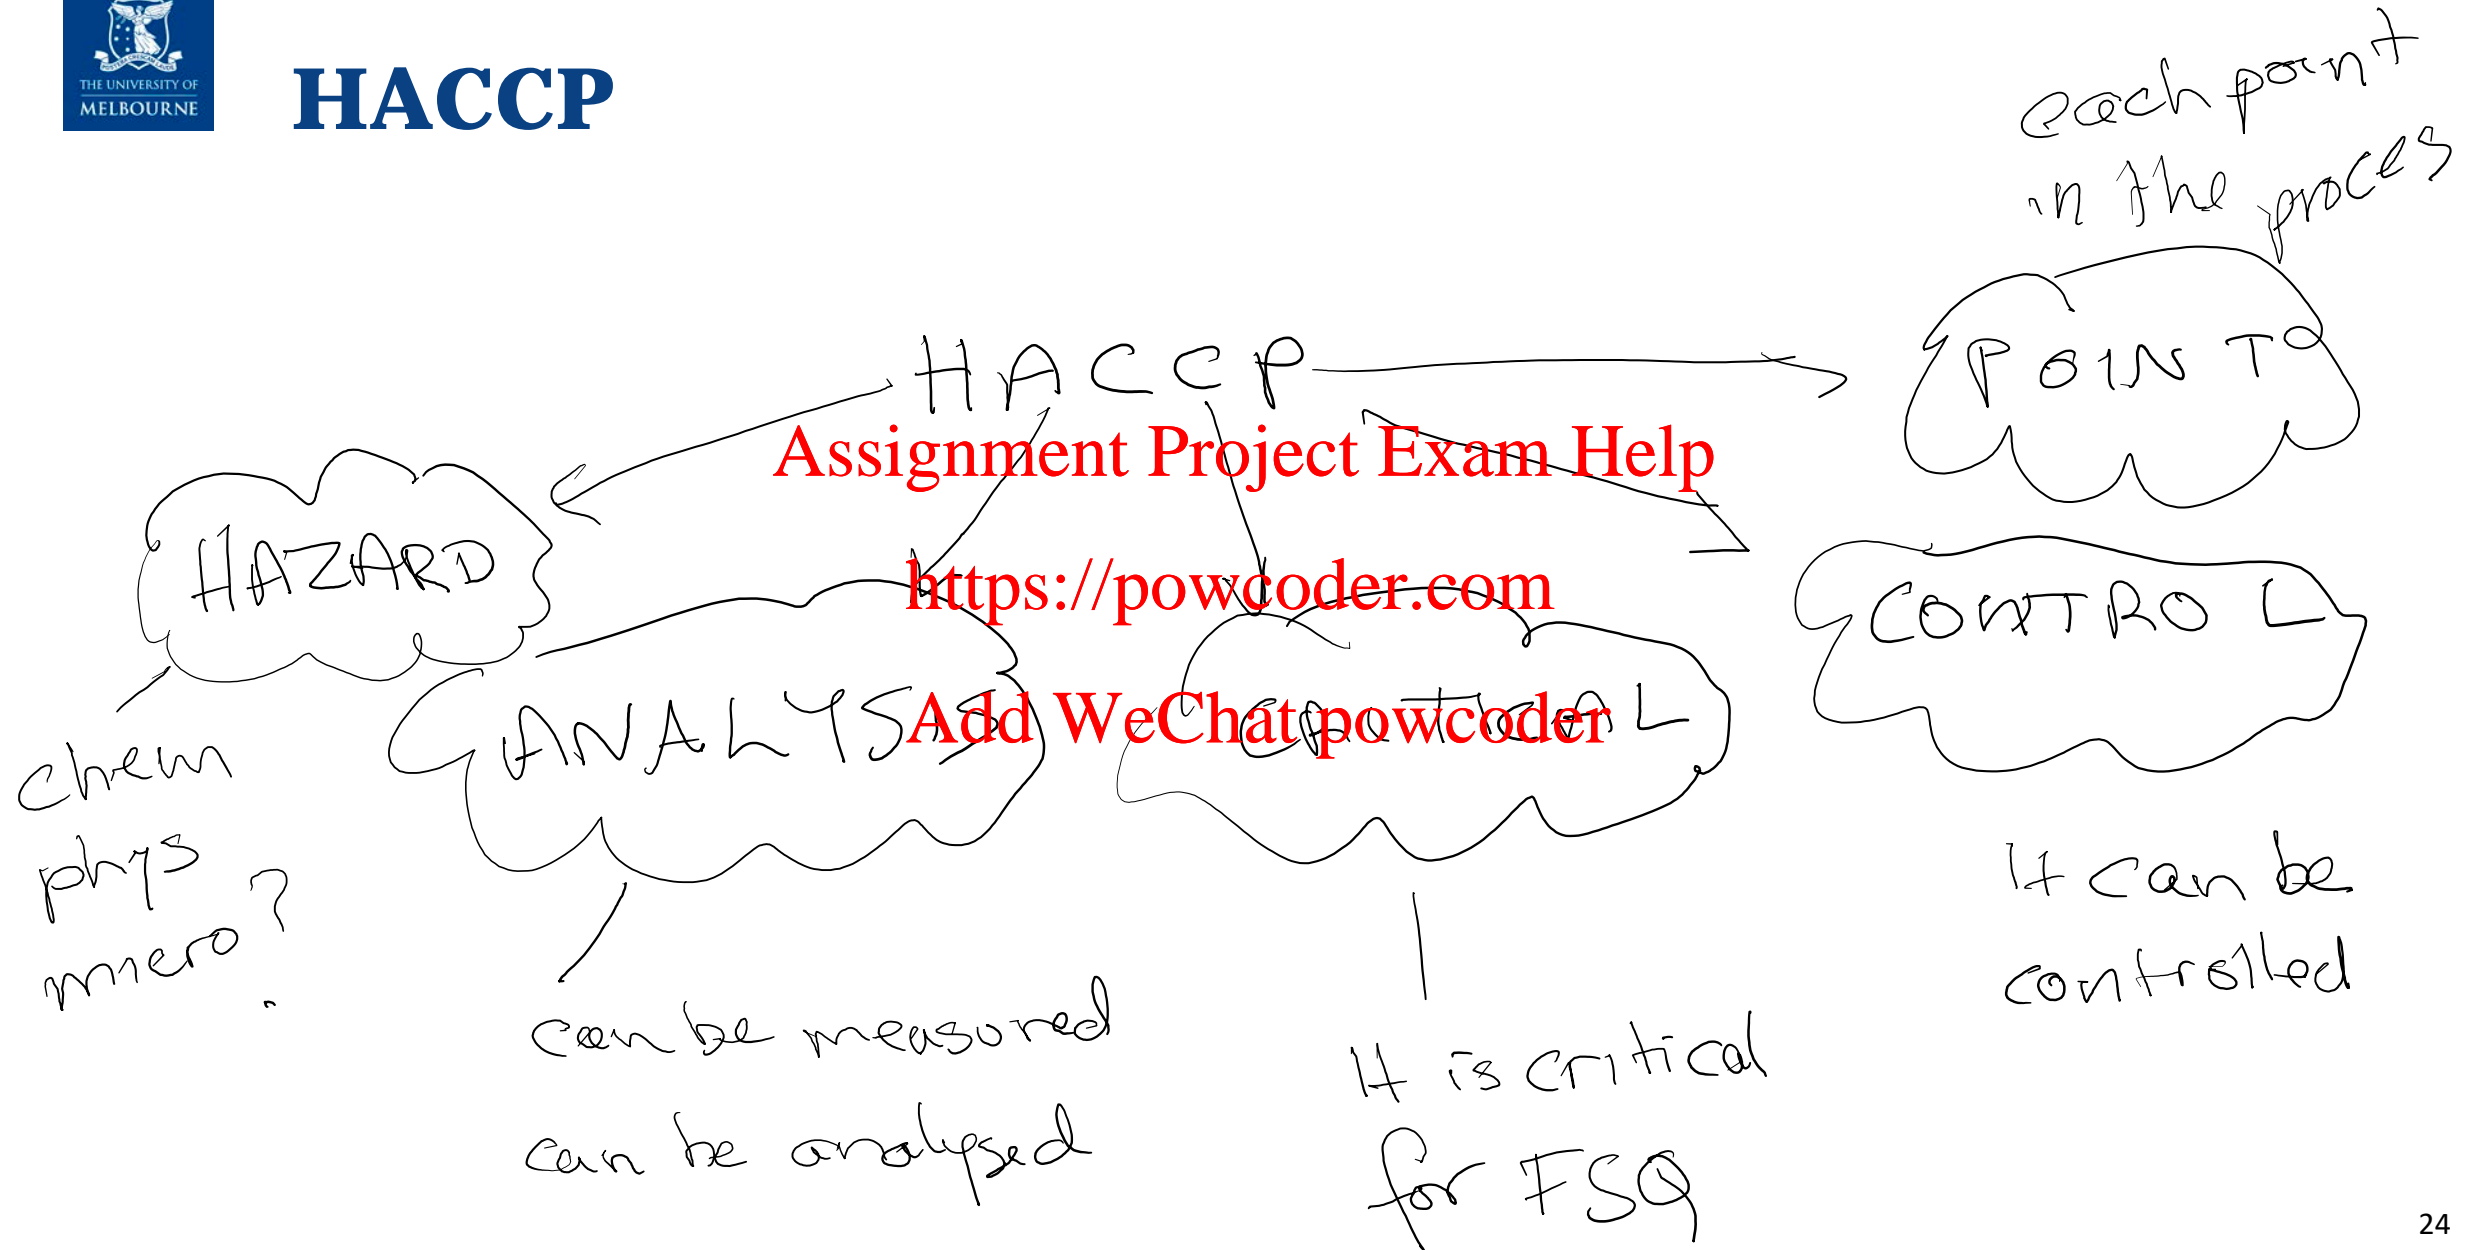 THE UNIVERSITY OF
MELBOURNE
HACCP
each point
in the proces
HACCP
POINT
Assignment Project Exam Help
HAZARD
https://powcoder.com
CONTROL
ANALYSIS
Add WeChat powcoder
CRITICAL
chem
phys
micro?
can be measured
can be analysed
It is critical
for FSQ
It can be
controlled
24